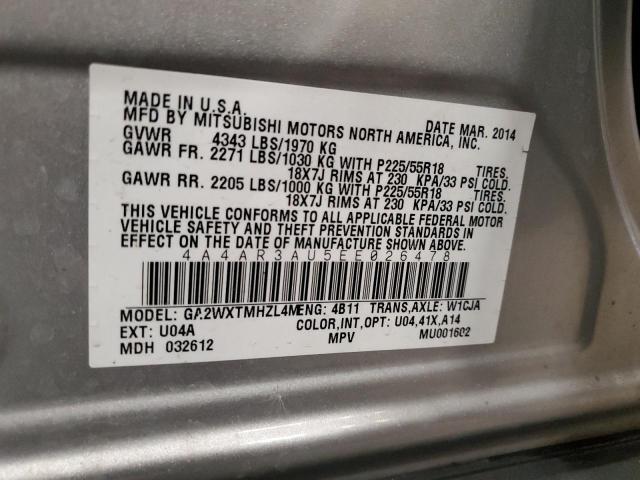 MADE IN U.S.A. DATE MAR. 2014
MFD BY MITSUBISHI MOTORS NORTH AMERICA, INC.
GVWR 4343 LBS/1970 KG
GAWR FR. 2271 LBS/1030 KG WITH P225/55R18 TIRES.
18X7J RIMS AT 230 KPA/33 PSI COLD.
GAWR RR. 2205 LBS/1000 KG WITH P225/55R18 TIRES.
18X7J RIMS AT 230 KPA/33 PSI COLD.
THIS VEHICLE CONFORMS TO ALL APPLICABLE FEDERAL MOTOR
VEHICLE SAFETY AND THEFT PREVENTION STANDARDS IN
EFFECT ON THE DATE OF MANUFACTURE SHOWN ABOVE.
4A4AR3AU5EE026478
MODEL: GA2WXTMHZL4M ENG: 4B11 TRANS,AXLE: W1CJA
EXT: U04A COLOR,INT,OPT: U04,41X,A14
MDH 032612 MPV MU001602